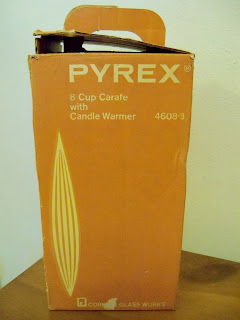 PYREX®
8 Cup Carafe
with
Candle Warmer 4608-3
GLASS WORKS